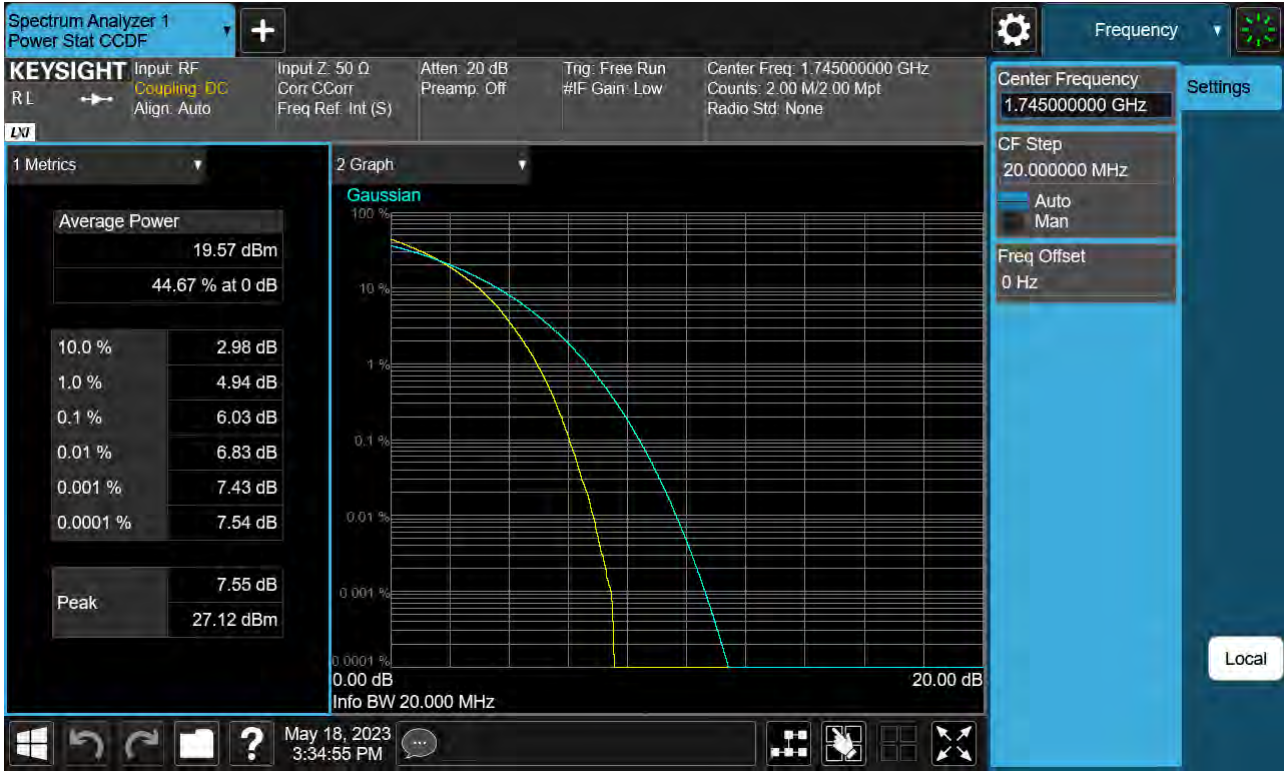 Spectrum Analyzer 1
Power Stat CCDF
Frequency
KEYSIGHT
R L
LXI
Input: RF
Coupling: DC
Align: Auto
Input Z: 50 Ω
Corr CCorr
Freq Ref: Int (S)
Atten: 20 dB
Preamp: Off
Trig: Free Run
#IF Gain: Low
Center Freq: 1.745000000 GHz
Counts: 2.00 M/2.00 Mpt
Radio Std: None
Center Frequency
1.745000000 GHz
Settings
CF Step
20.000000 MHz
Auto
Man
Freq Offset
0 Hz
Local
1 Metrics
Average Power
19.57 dBm
44.67 % at 0 dB
10.0 % 2.98 dB
1.0 % 4.94 dB
0.1 % 6.03 dB
0.01 % 6.83 dB
0.001 % 7.43 dB
0.0001 % 7.54 dB
Peak
7.55 dB
27.12 dBm
2 Graph
Gaussian
100 %
10 %
1 %
0.1 %
0.01 %
0.001 %
0.0001 %
0.00 dB 20.00 dB
Info BW 20.000 MHz
?
May 18, 2023
3:34:55 PM